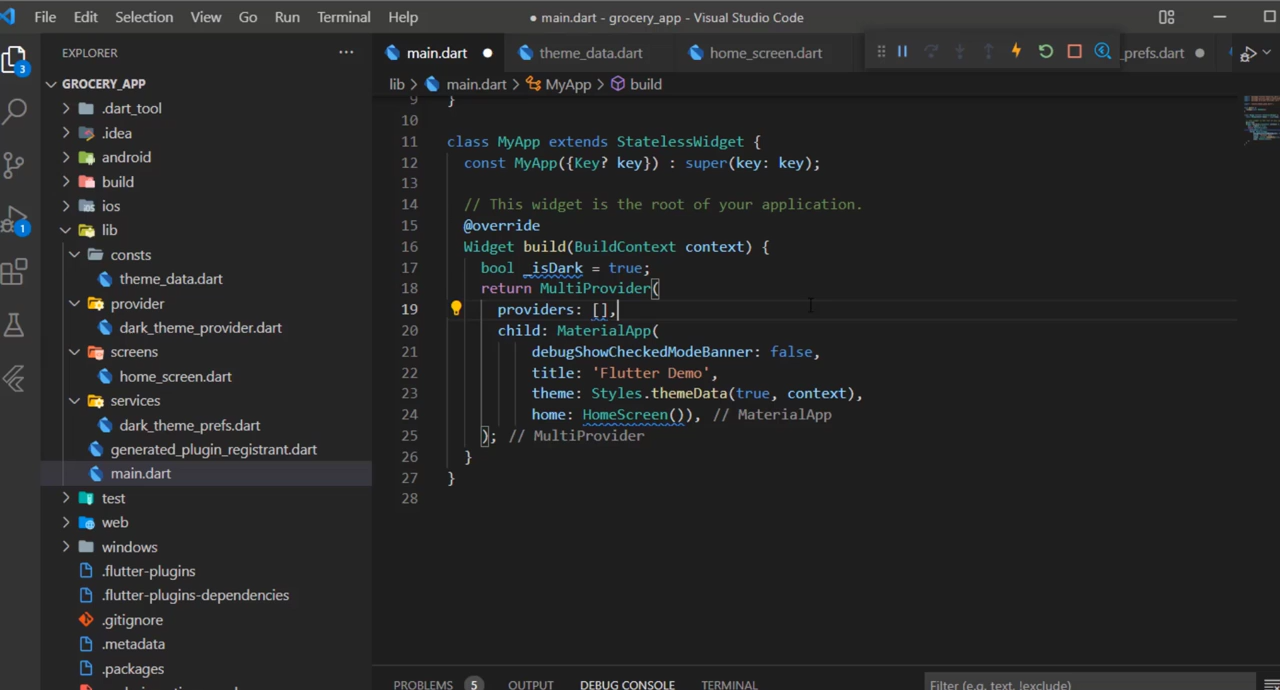 File Edit Selection View Go Run Terminal Help ● main.dart - grocery_app - Visual Studio Code
EXPLORER ...
main.dart ● theme_data.dart home_screen.dart _prefs.dart ●
lib > main.dart > MyApp > build
3
1
GROCERY_APP
.dart_tool
.idea
android
build
ios
lib
consts
theme_data.dart
provider
dark_theme_provider.dart
screens
home_screen.dart
services
dark_theme_prefs.dart
generated_plugin_registrant.dart
main.dart
test
web
windows
.flutter-plugins
.flutter-plugins-dependencies
.gitignore
.metadata
.packages
9 }
10
11 class MyApp extends StatelessWidget {
12 const MyApp({Key? key}) : super(key: key);
13
14 // This widget is the root of your application.
15 @override
16 Widget build(BuildContext context) {
17 bool _isDark = true;
18 return MultiProvider(
19 providers: [],
20 child: MaterialApp(
21 debugShowCheckedModeBanner: false,
22 title: 'Flutter Demo',
23 theme: Styles.themeData(true, context),
24 home: HomeScreen()), // MaterialApp
25 ); // MultiProvider
26 }
27 }
28
PROBLEMS 5 OUTPUT DEBUG CONSOLE TERMINAL Filter (e.g. text, !exclude)